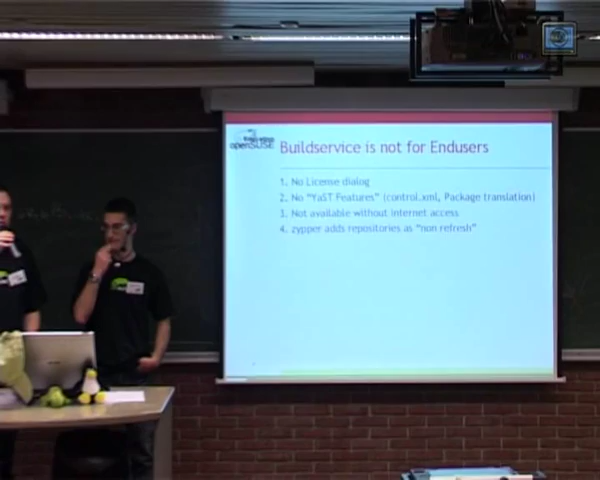 openSUSE
Buildservice is not for Endusers
1. No License dialog
2. No "YaST Features" (control.xml, Package translation)
3. Not available without internet access
4. zypper adds repositories as "non refresh"